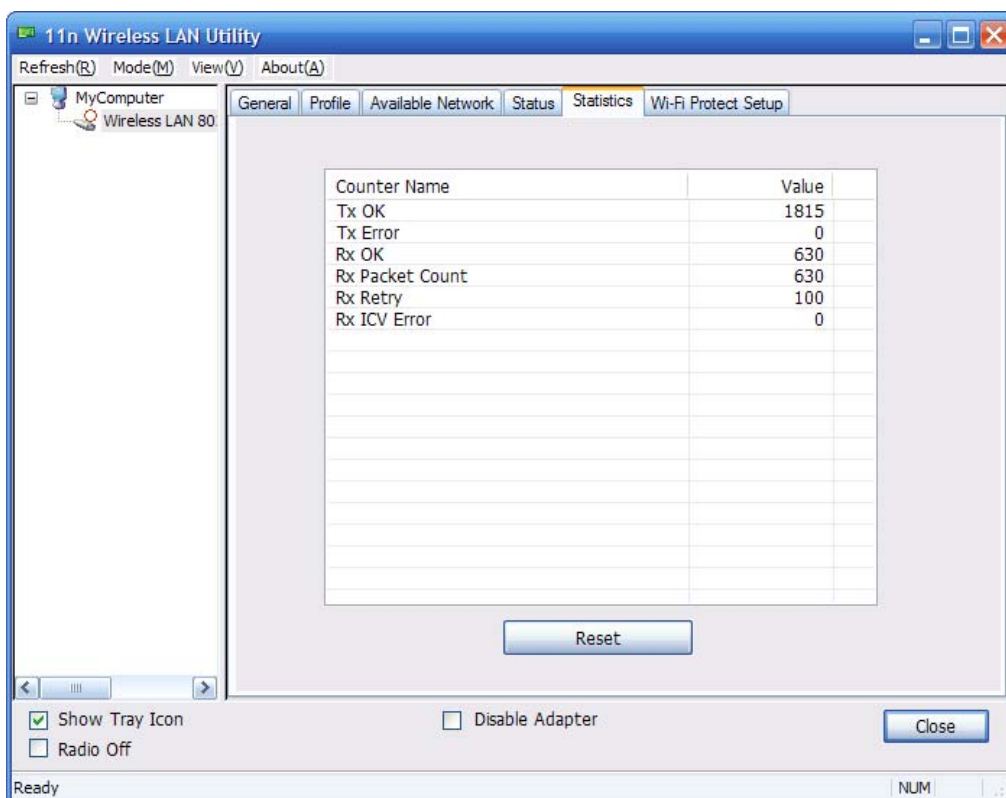 11n Wireless LAN Utility
Refresh(R) Mode(M) View(V) About(A)
MyComputer
Wireless LAN 80
General Profile Available Network Status Statistics Wi-Fi Protect Setup
Counter Name Value
Tx OK 1815
Tx Error 0
Rx OK 630
Rx Packet Count 630
Rx Retry 100
Rx ICV Error 0
Reset
Show Tray Icon Disable Adapter
Radio Off
Close
Ready NUM